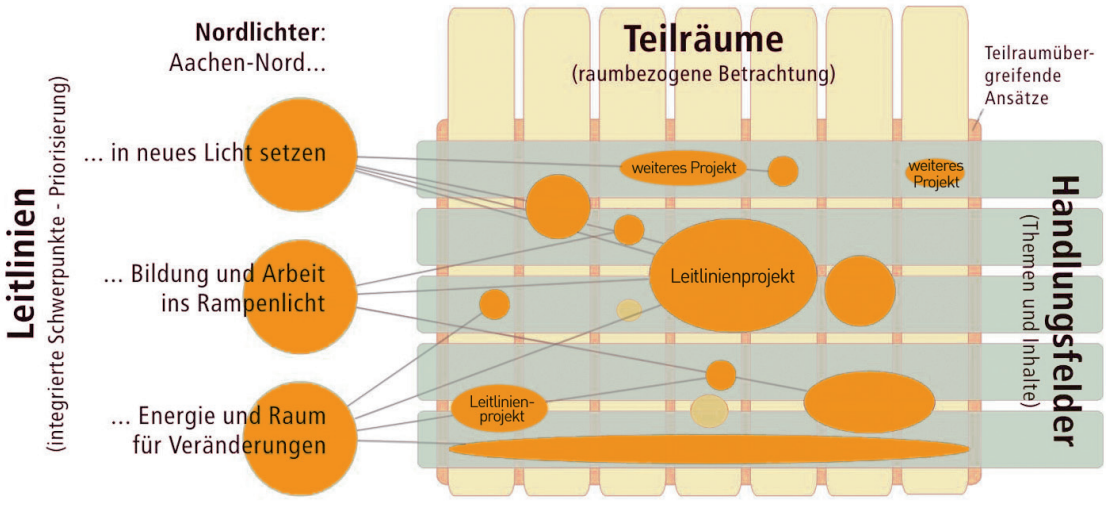 Leitlinien
(integrierte Schwerpunkte - Priorisierung)
Nordlichter:
Aachen-Nord...
... in neues Licht setzen
... Bildung und Arbeit
ins Rampenlicht
... Energie und Raum
für Veränderungen
Teilräume
(raumbezogene Betrachtung)
Teilraumüber-
greifende
Ansätze
weiteres Projekt
weiteres
Projekt
Leitlinienprojekt
Leitlinien-
projekt
Handlungsfelder
(Themen und Inhalte)